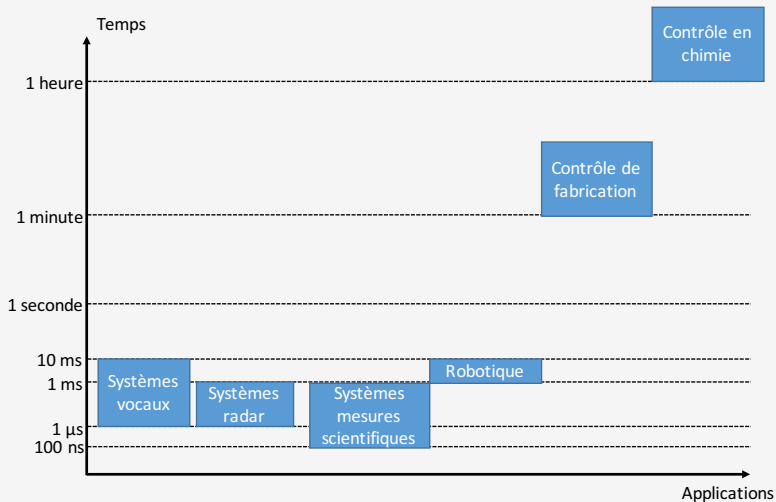 Temps
Contrôle en
chimie
1 heure
Contrôle de
fabrication
1 minute
1 seconde
10 ms
1 ms
1 µs
100 ns
Systèmes
vocaux
Systèmes
radar
Systèmes
mesures
scientifiques
Robotique
Applications